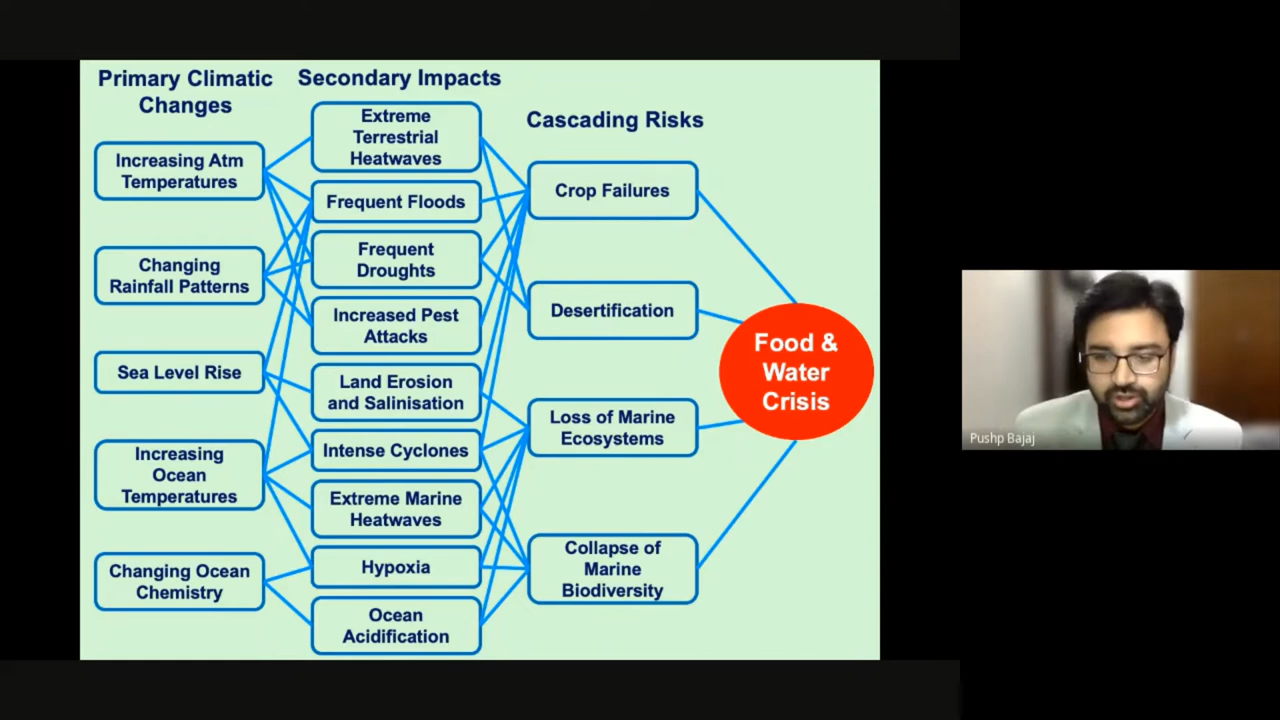 Primary Climatic
Changes
Increasing Atm
Temperatures
Changing
Rainfall Patterns
Sea Level Rise
Increasing
Ocean
Temperatures
Changing Ocean
Chemistry
Secondary Impacts
Extreme
Terrestrial
Heatwaves
Frequent Floods
Frequent
Droughts
Increased Pest
Attacks
Land Erosion
and Salinisation
Intense Cyclones
Extreme Marine
Heatwaves
Hypoxia
Ocean
Acidification
Cascading Risks
Crop Failures
Desertification
Loss of Marine
Ecosystems
Collapse of
Marine
Biodiversity
Food &
Water
Crisis
Pushp Bajaj